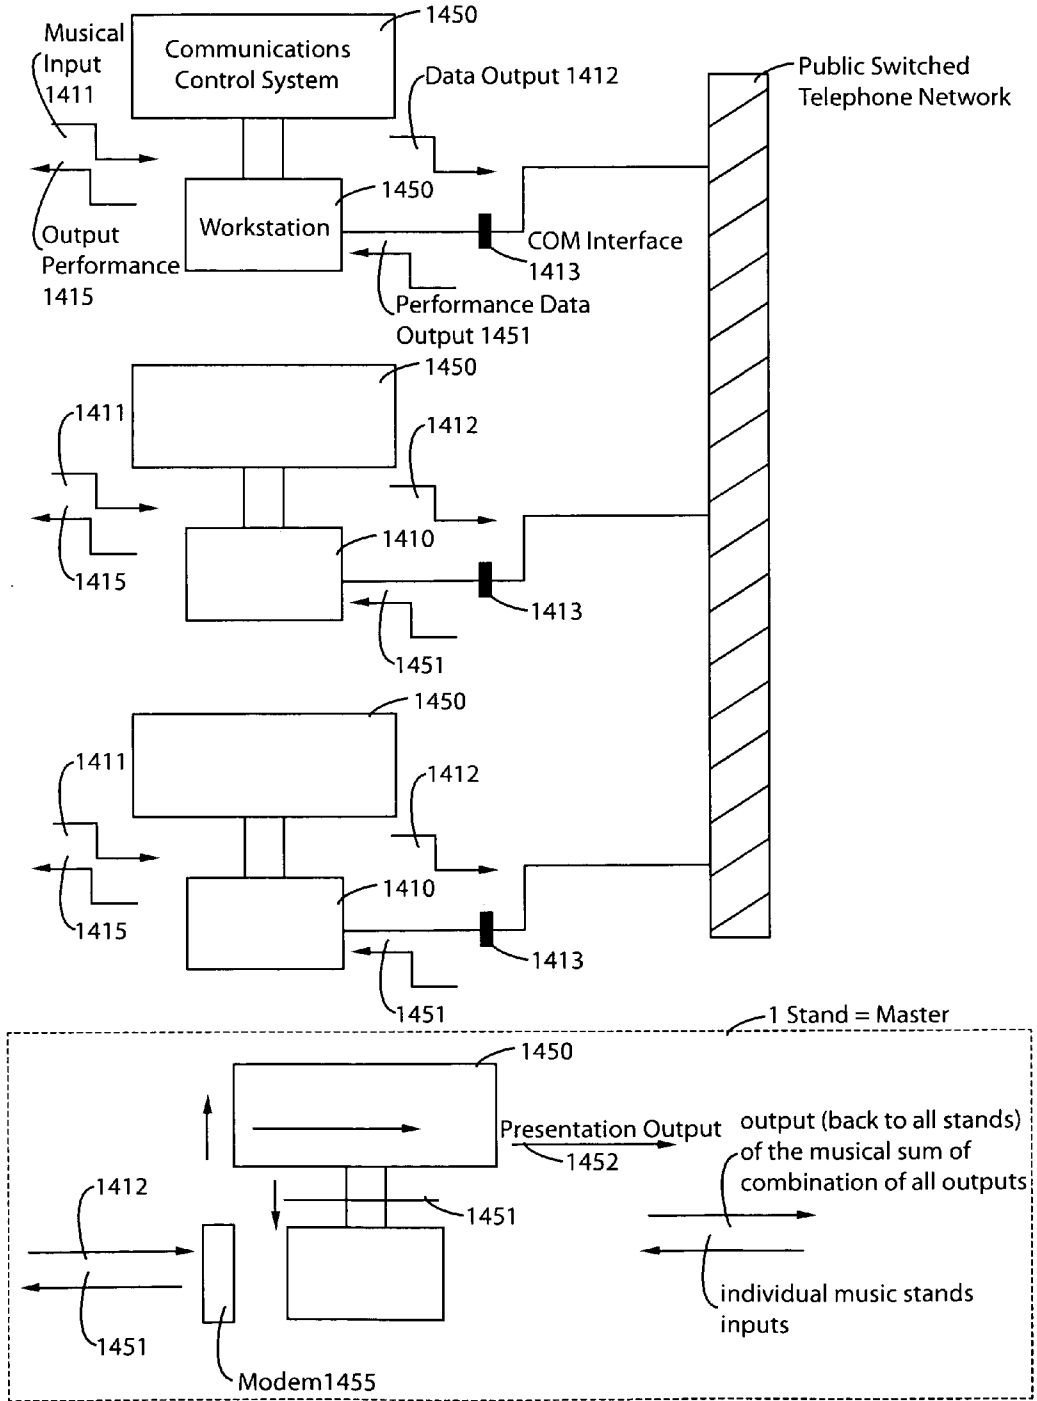 1450
Musical
Input
1411
Communications
Control System
Data Output 1412
Public Switched
Telephone Network
1450
Workstation
Output
Performance
1415
COM Interface
1413
Performance Data
Output 1451
1450
1411
1412
1410
1415
1413
1451
1450
1411
1412
1410
1415
1413
1451
1 Stand = Master
1450
Presentation Output
1452
output (back to all stands)
of the musical sum of
combination of all outputs
1412
1451
individual music stands
inputs
1451
Modem1455